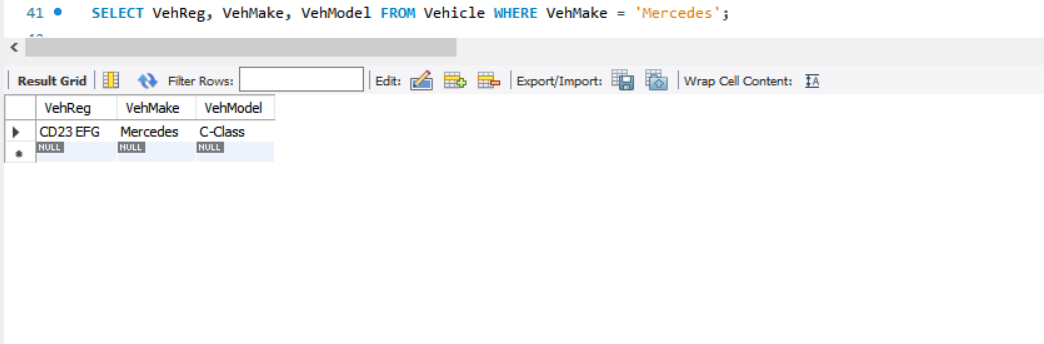 41 SELECT VehReg, VehMake, VehModel FROM Vehicle WHERE VehMake = 'Mercedes';
Result Grid Filter Rows: Edit: Export/Import: Wrap Cell Content: IA
VehReg VehMake VehModel
CD23 EFG Mercedes C-Class
NULL NULL NULL